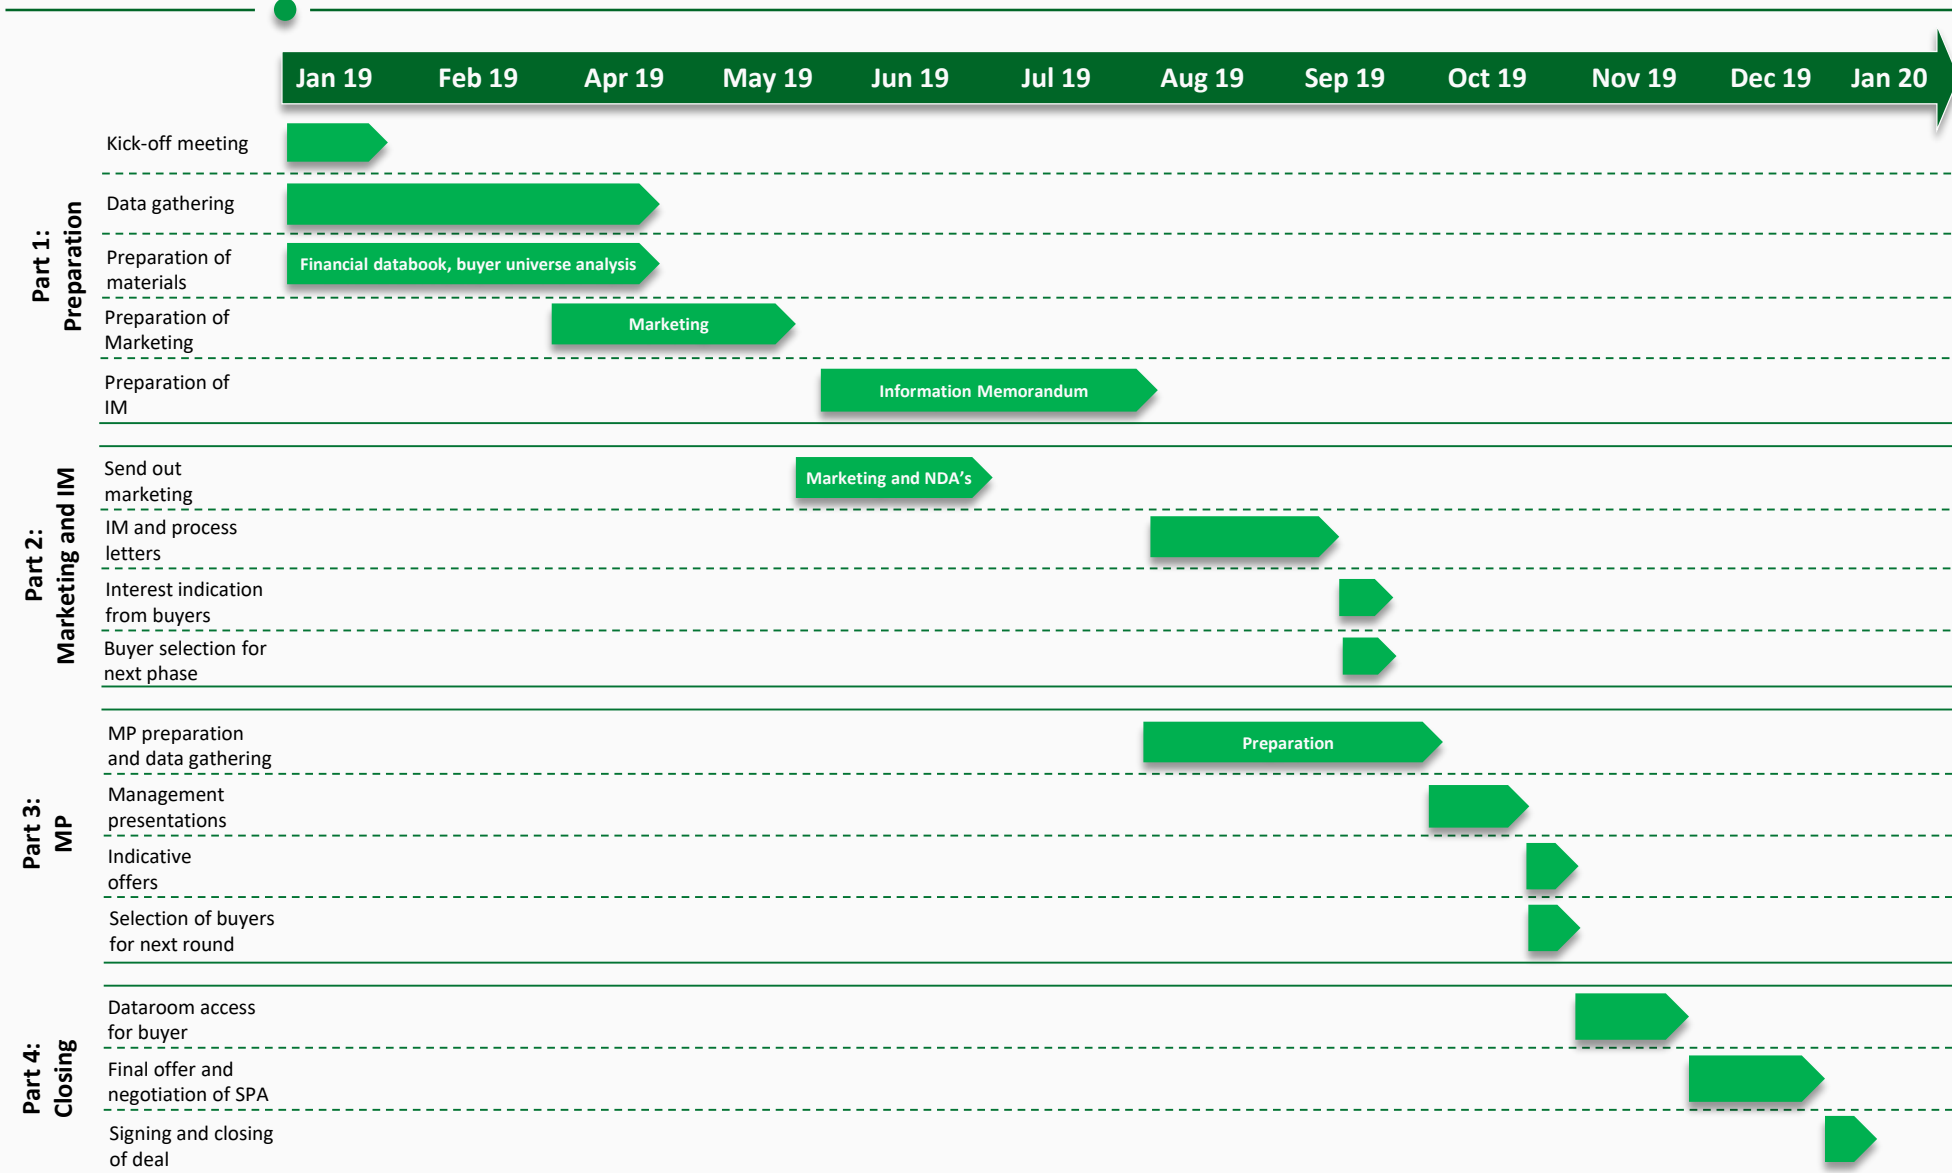 Jan 19 Feb 19 Apr 19 May 19 Jun 19 Jul 19 Aug 19 Sep 19 Oct 19 Nov 19 Dec 19 Jan 20
Part 1:
Preparation
Kick-off meeting
Data gathering
Preparation of
materials
Financial databook, buyer universe analysis
Preparation of
Marketing
Marketing
Preparation of
IM
Information Memorandum
Part 2:
Marketing and IM
Send out
marketing
Marketing and NDA's
IM and process
letters
Interest indication
from buyers
Buyer selection for
next phase
Part 3:
MP
MP preparation
and data gathering
Preparation
Management
presentations
Indicative
offers
Selection of buyers
for next round
Part 4:
Closing
Dataroom access
for buyer
Final offer and
negotiation of SPA
Signing and closing
of deal